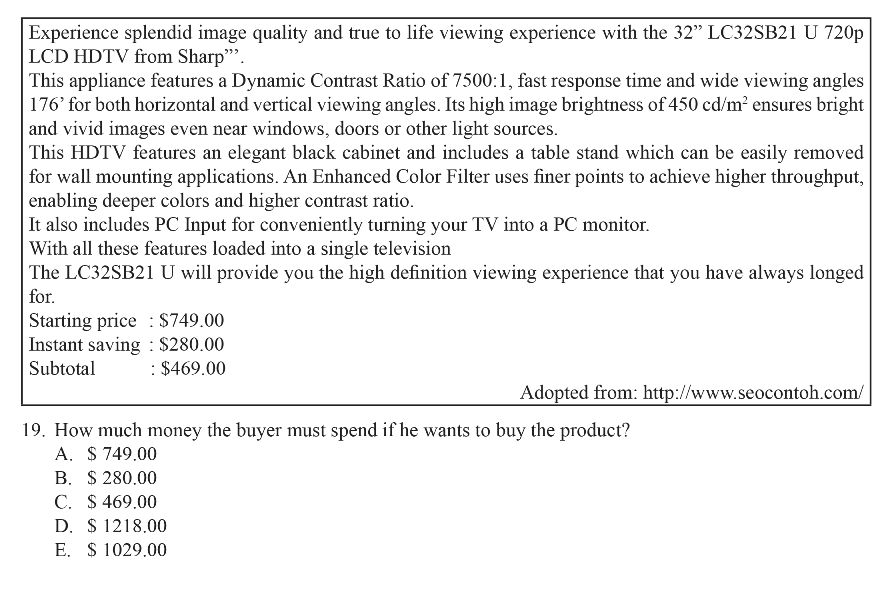 Experience splendid image quality and true to life viewing experience with the 32” LC32SB21 U 720p
LCD HDTV from Sharp”’.
This appliance features a Dynamic Contrast Ratio of 7500:1, fast response time and wide viewing angles
176’ for both horizontal and vertical viewing angles. Its high image brightness of 450 cd/m² ensures bright
and vivid images even near windows, doors or other light sources.
This HDTV features an elegant black cabinet and includes a table stand which can be easily removed
for wall mounting applications. An Enhanced Color Filter uses finer points to achieve higher throughput,
enabling deeper colors and higher contrast ratio.
It also includes PC Input for conveniently turning your TV into a PC monitor.
With all these features loaded into a single television
The LC32SB21 U will provide you the high definition viewing experience that you have always longed
for.
Starting price : $749.00
Instant saving : $280.00
Subtotal : $469.00
Adopted from: http://www.seocontoh.com/
19. How much money the buyer must spend if he wants to buy the product?
A. $ 749.00
B. $ 280.00
C. $ 469.00
D. $ 1218.00
E. $ 1029.00